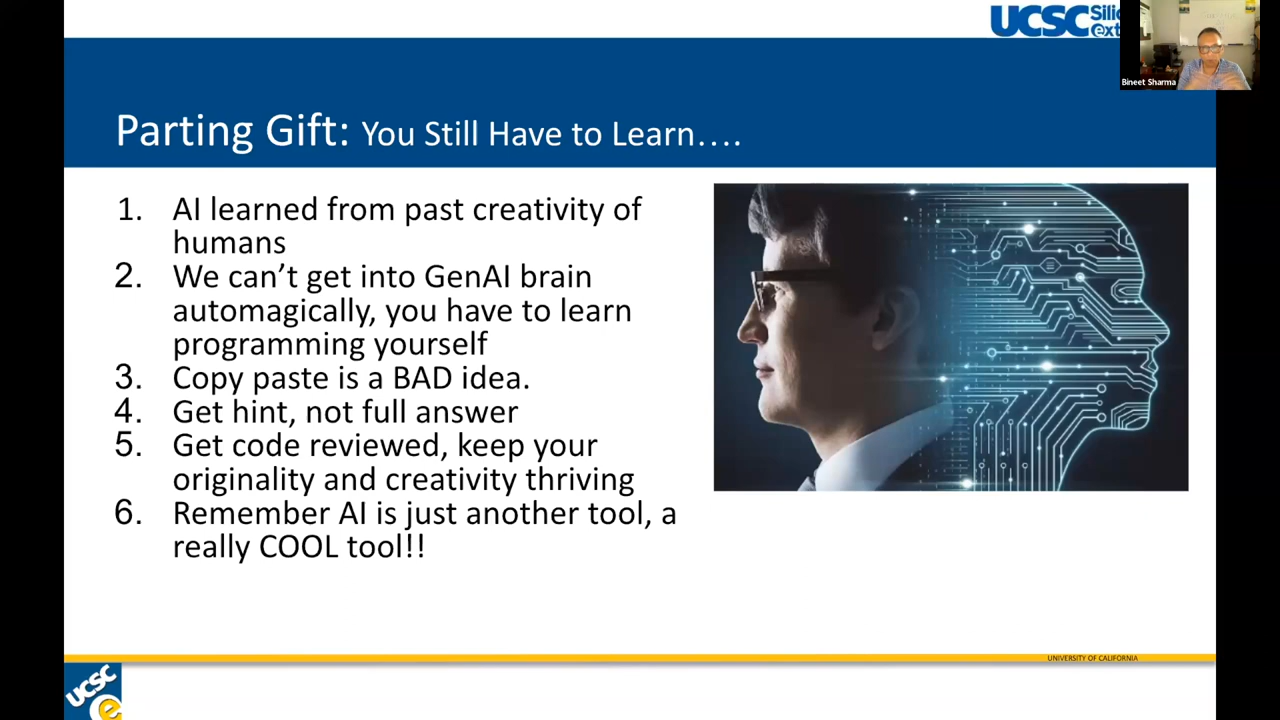 UCSC Sili
ext
Bineet Sharma
Parting Gift: You Still Have to Learn....
1. AI learned from past creativity of
humans
2. We can’t get into GenAI brain
automagically, you have to learn
programming yourself
3. Copy paste is a BAD idea.
4. Get hint, not full answer
5. Get code reviewed, keep your
originality and creativity thriving
6. Remember AI is just another tool, a
really COOL tool!!
UNIVERSITY OF CALIFORNIA
UCSC
e